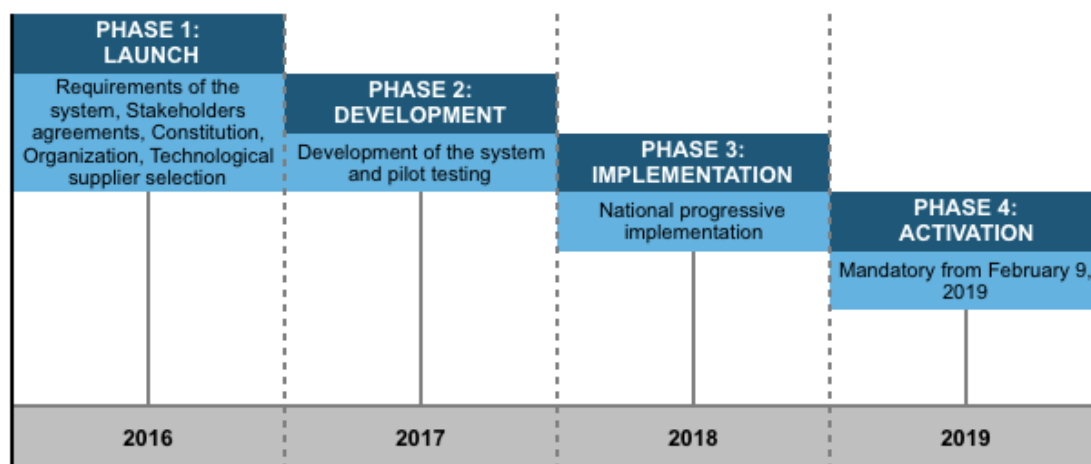 PHASE 1:
LAUNCH
Requirements of the
system, Stakeholders
agreements, Constitution,
Organization, Technological
supplier selection
PHASE 2:
DEVELOPMENT
Development of the system
and pilot testing
PHASE 3:
IMPLEMENTATION
National progressive
implementation
PHASE 4:
ACTIVATION
Mandatory from February 9,
2019
2016
2017
2018
2019